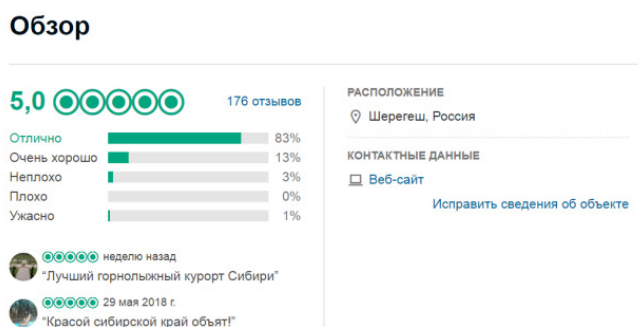 Обзор
5,0 176 отзывов
Отлично 83%
Очень хорошо 13%
Неплохо 3%
Плохо 0%
Ужасно 1%
неделю назад
"Лучший горнолыжный курорт Сибири"
29 мая 2018 г.
"Красой сибирской край объят!"
РАСПОЛОЖЕНИЕ
Шерегеш, Россия
КОНТАКТНЫЕ ДАННЫЕ
Веб-сайт
Исправить сведения об объекте